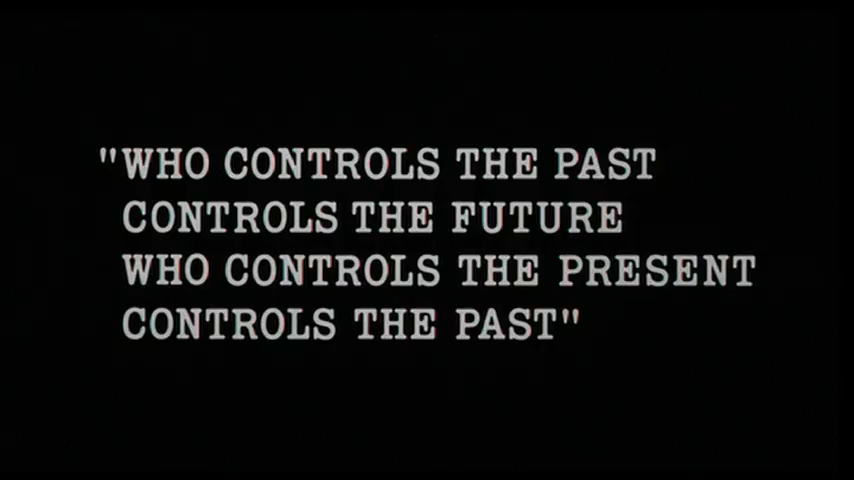 "WHO CONTROLS THE PAST
CONTROLS THE FUTURE
WHO CONTROLS THE PRESENT
CONTROLS THE PAST"